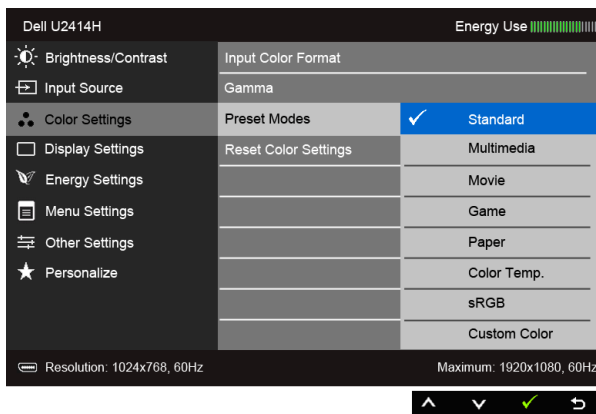 Dell U2414H Energy Use
Brightness/Contrast Input Color Format
Input Source Gamma
Color Settings Preset Modes Standard
Display Settings Reset Color Settings Multimedia
Energy Settings Movie
Menu Settings Game
Other Settings Paper
Personalize Color Temp.
sRGB
Custom Color
Resolution: 1024x768, 60Hz Maximum: 1920x1080, 60Hz